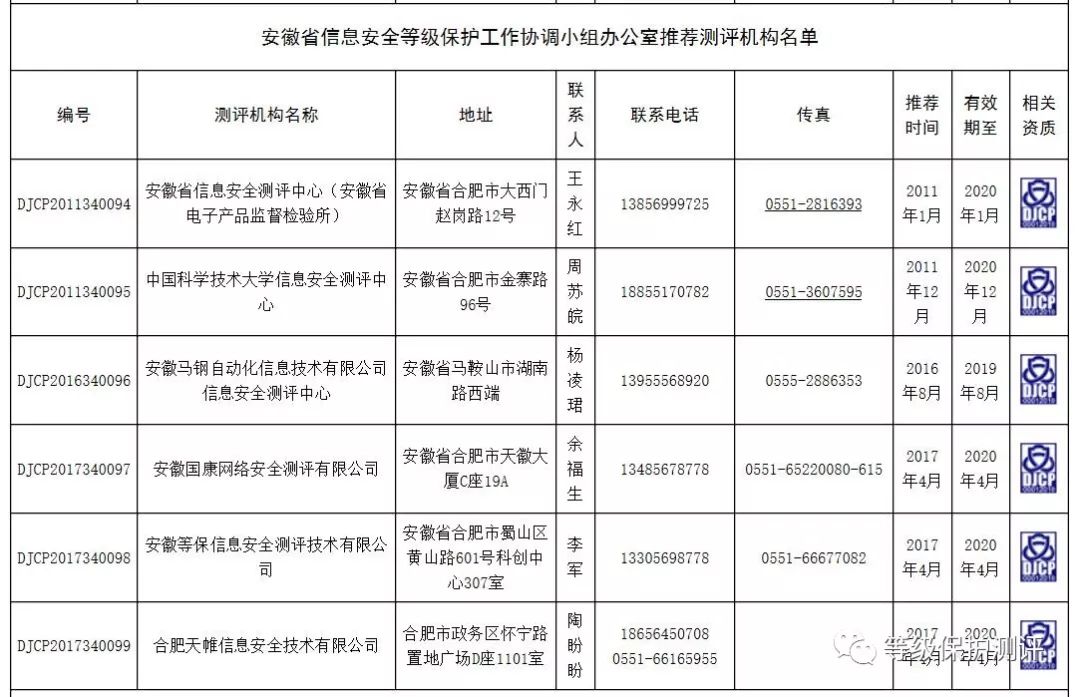 安徽省信息安全等级保护工作协调小组办公室推荐测评机构名单
编号 测评机构名称 地址 联系人 联系电话 传真 推荐时间 有效期至 相关资质
DJCP2011340094 安徽省信息安全测评中心（安徽省电子产品监督检验所） 安徽省合肥市大西门赵岗路12号 王永红 13856999725 0551-2816393 2011年1月 2020年1月 DJCP
DJCP2011340095 中国科学技术大学信息安全测评中心 安徽省合肥市金寨路96号 周苏皖 18855170782 0551-3607595 2011年12月 2020年12月 DJCP
DJCP2016340096 安徽马钢自动化信息技术有限公司信息安全测评中心 安徽省马鞍山市湖南路西端 杨凌珺 13955568920 0555-2886353 2016年8月 2019年8月 DJCP
DJCP2017340097 安徽国康网络安全测评有限公司 安徽省合肥市天徽大厦C座19A 余福生 13485678778 0551-65220080-615 2017年4月 2020年4月 DJCP
DJCP2017340098 安徽等保信息安全测评技术有限公司 安徽省合肥市蜀山区黄山路601号科创中心307室 李军 13305698778 0551-66677082 2017年4月 2020年4月 DJCP
DJCP2017340099 合肥天帷信息安全技术有限公司 合肥市政务区怀宁路置地广场D座1101室 陶盼盼 18656450708 0551-66165955 2017年4月 2020年4月 DJCP
等级保护测评